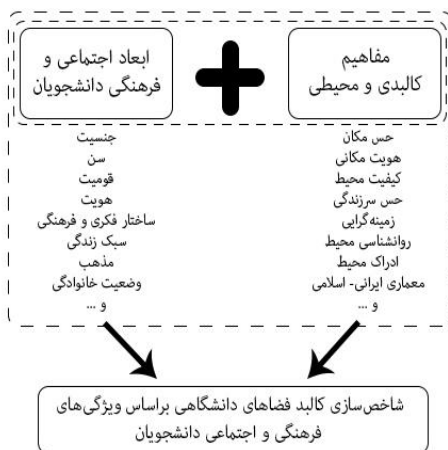 مفاهیم
کالبدی و محیطی
حس مکان
هویت مکانی
کیفیت محیط
حس سرزندگی
زمینه‌گرایی
روانشناسی محیط
ادراک محیط
معماری ایرانی- اسلامی
و ...
ابعاد اجتماعی و
فرهنگی دانشجویان
جنسیت
سن
قومیت
هویت
ساختار فکری و فرهنگی
سبک زندگی
مذهب
وضعیت خانوادگی
و ...
شاخص‌سازی کالبد فضاهای دانشگاهی براساس ویژگی‌های
فرهنگی و اجتماعی دانشجویان